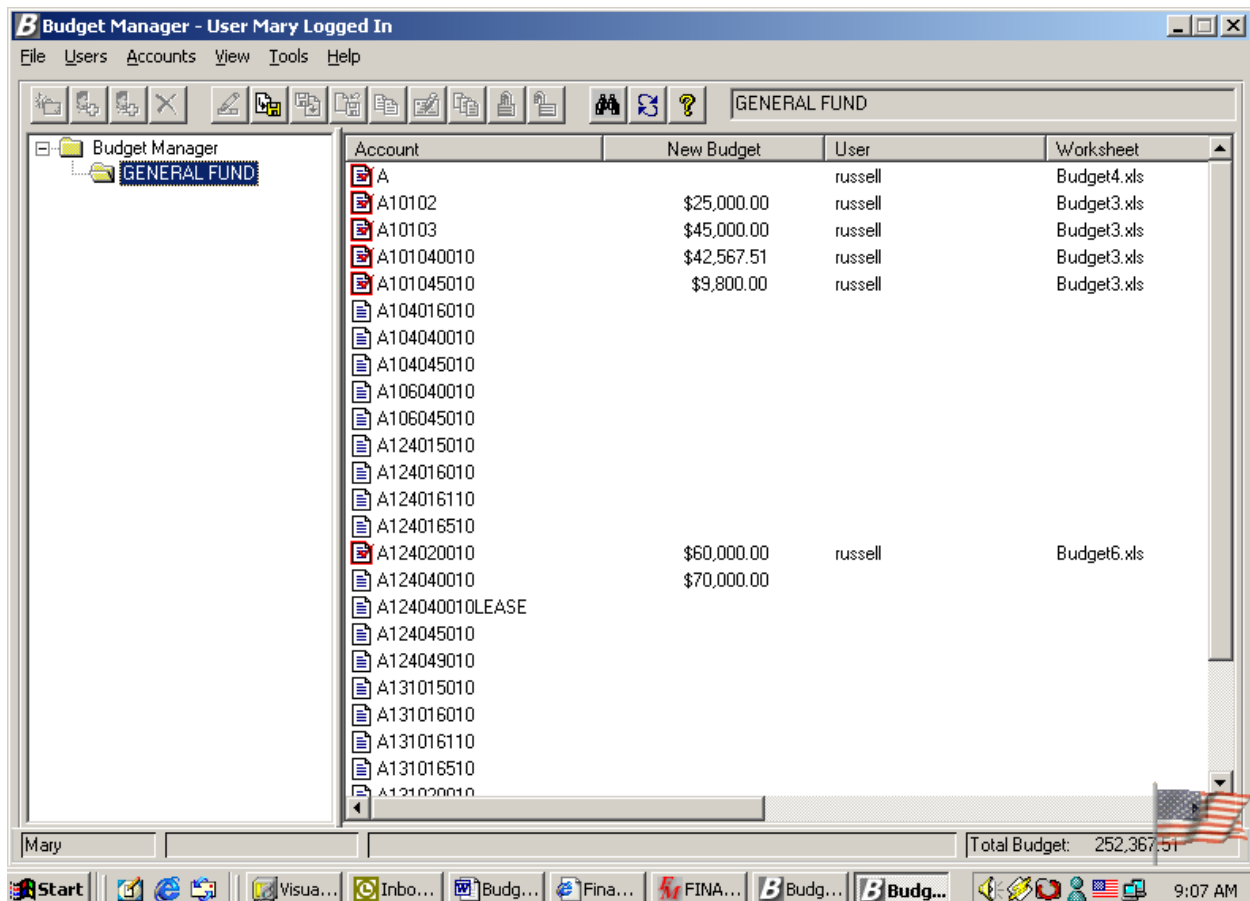 Budget Manager - User Mary Logged In
File Users Accounts View Tools Help
GENERAL FUND
Budget Manager
GENERAL FUND
Account New Budget User Worksheet
A russell Budget4.xls
A10102 $25,000.00 russell Budget3.xls
A10103 $45,000.00 russell Budget3.xls
A101040010 $42,567.51 russell Budget3.xls
A101045010 $9,800.00 russell Budget3.xls
A104016010
A104040010
A104045010
A106040010
A106045010
A124015010
A124016010
A124016110
A124016510
A124020010 $60,000.00 russell Budget6.xls
A124040010 $70,000.00
A124040010LEASE
A124045010
A124049010
A131015010
A131016010
A131016110
A131016510
A131020010
Mary Total Budget: 252,367.51
Start Visua... Inbo... Budg... Fina... FINA... Budg... Budg... 9:07 AM